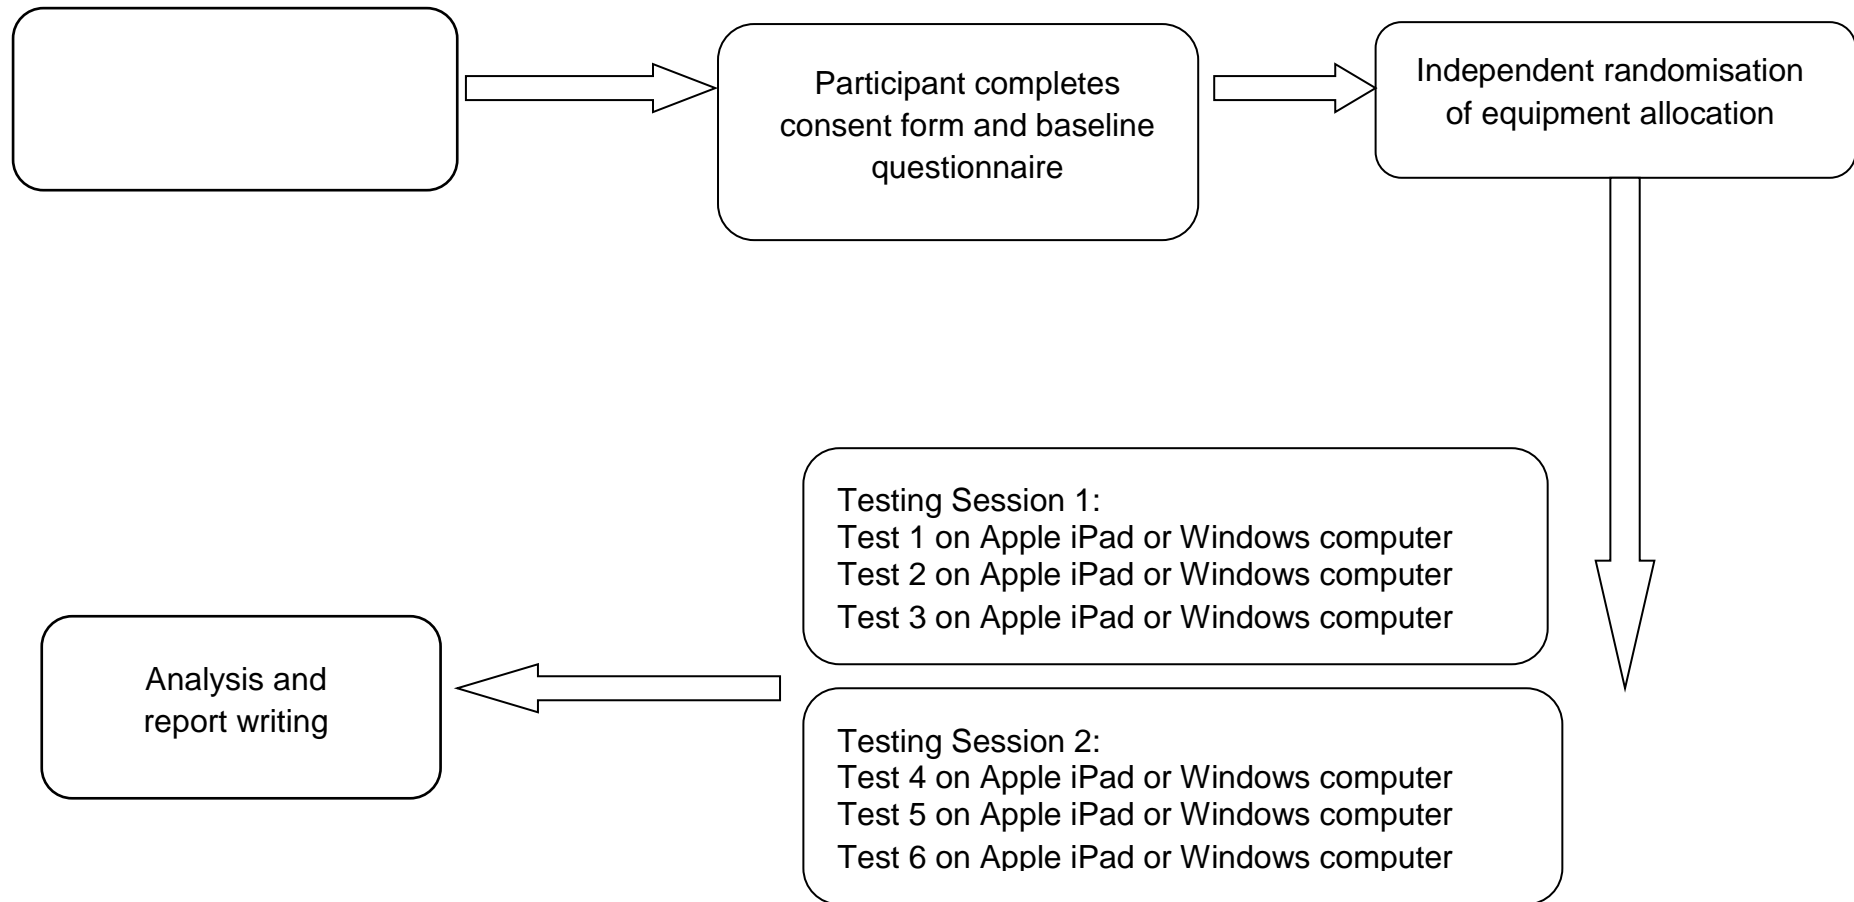 Participant completes
consent form and baseline
questionnaire
Independent randomisation
of equipment allocation
Testing Session 1:
Test 1 on Apple iPad or Windows computer
Test 2 on Apple iPad or Windows computer
Test 3 on Apple iPad or Windows computer
Testing Session 2:
Test 4 on Apple iPad or Windows computer
Test 5 on Apple iPad or Windows computer
Test 6 on Apple iPad or Windows computer
Analysis and
report writing